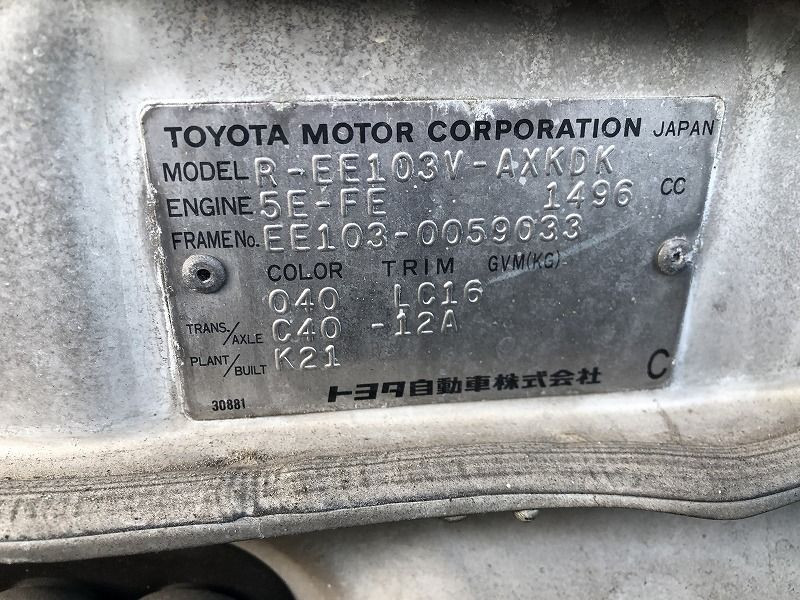 TOYOTA MOTOR CORPORATION JAPAN
MODEL R-EE103V-AXKDK
ENGINE 5E-FE 1496 CC
FRAME No. EE103-0059033
COLOR TRIM GVM(KG)
040 LC16
TRANS./AXLE C40 -12A
PLANT/BUILT K21
トヨタ自動車株式会社 C
30881